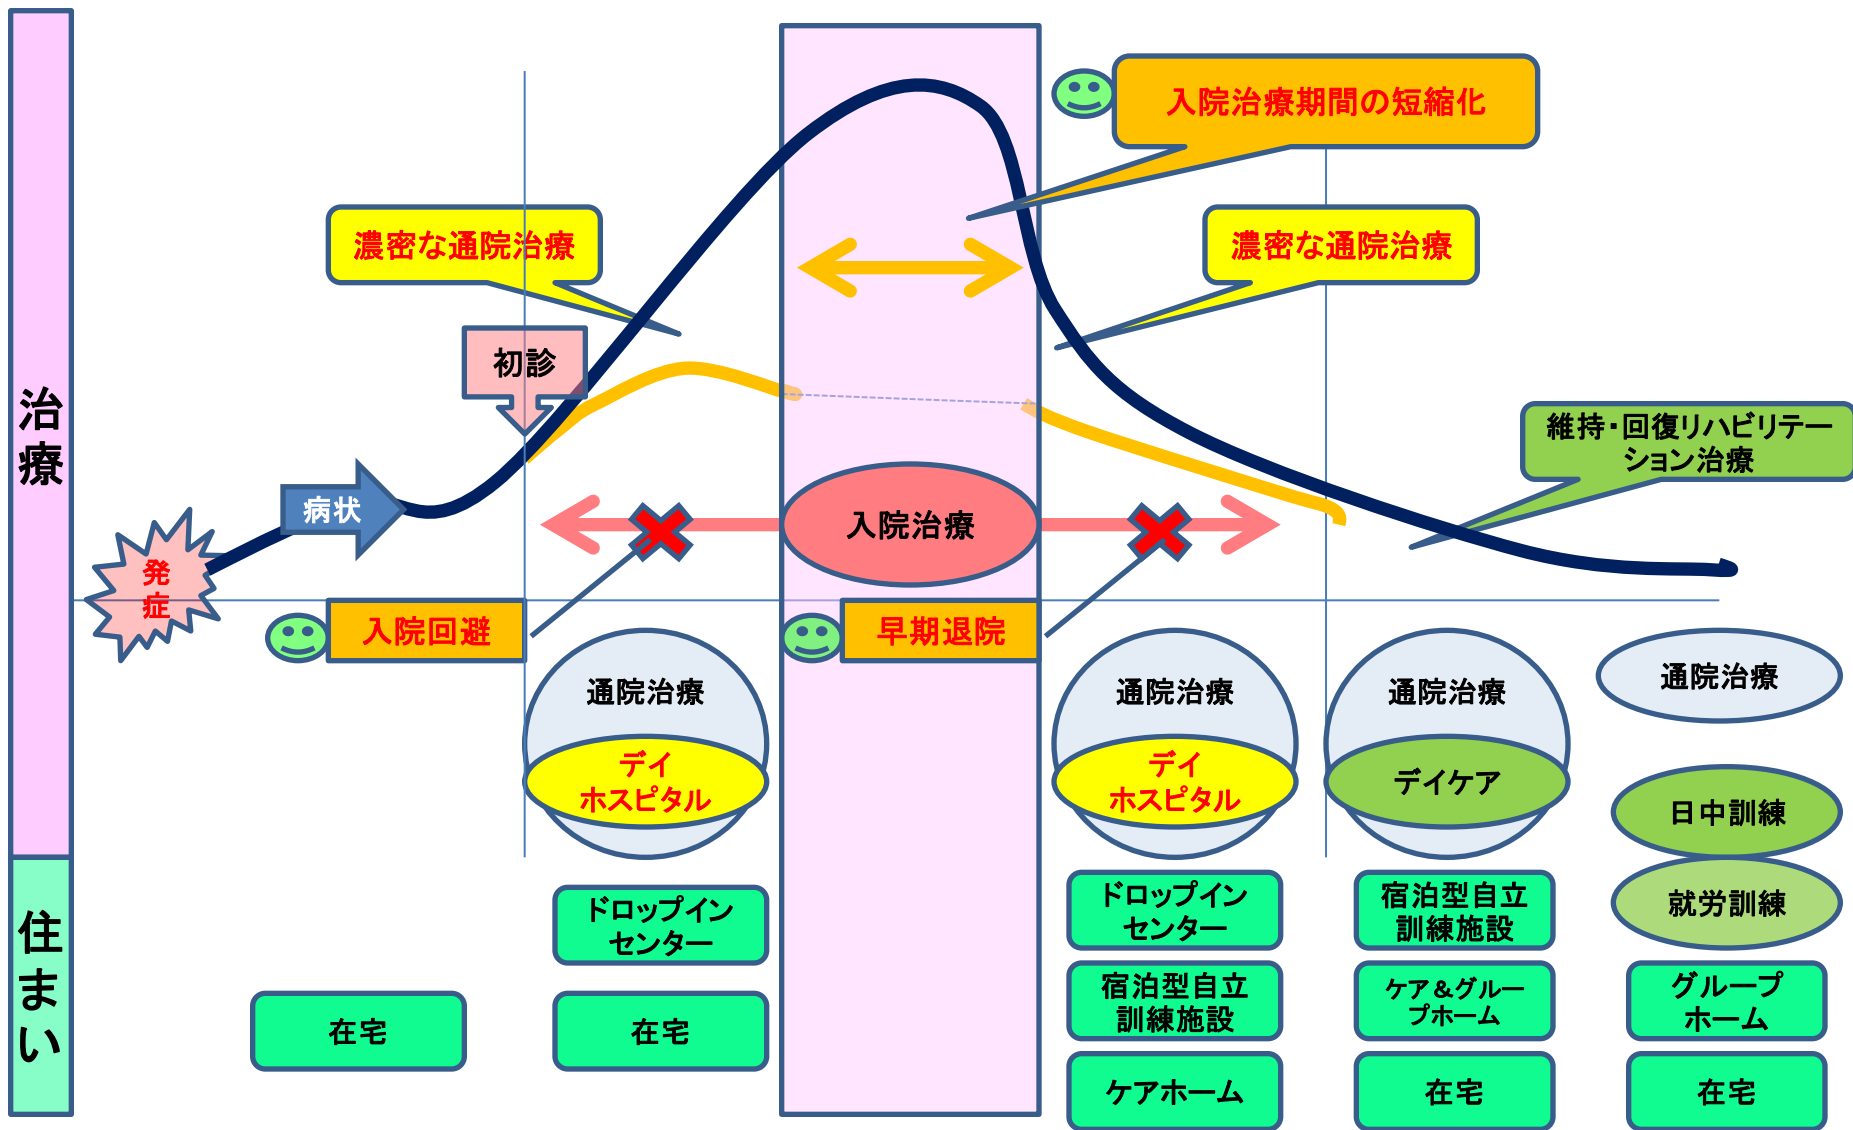 治
療
住
ま
い
入院治療期間の短縮化
濃密な通院治療
濃密な通院治療
初診
維持・回復リハビリテー
ション治療
病状
入院治療
発
症
入院回避
早期退院
通院治療
デイ
ホスピタル
通院治療
デイ
ホスピタル
通院治療
デイケア
通院治療
日中訓練
就労訓練
ドロップイン
センター
在宅
在宅
ドロップイン
センター
宿泊型自立
訓練施設
ケアホーム
宿泊型自立
訓練施設
ケア&グルー
プホーム
在宅
グループ
ホーム
在宅